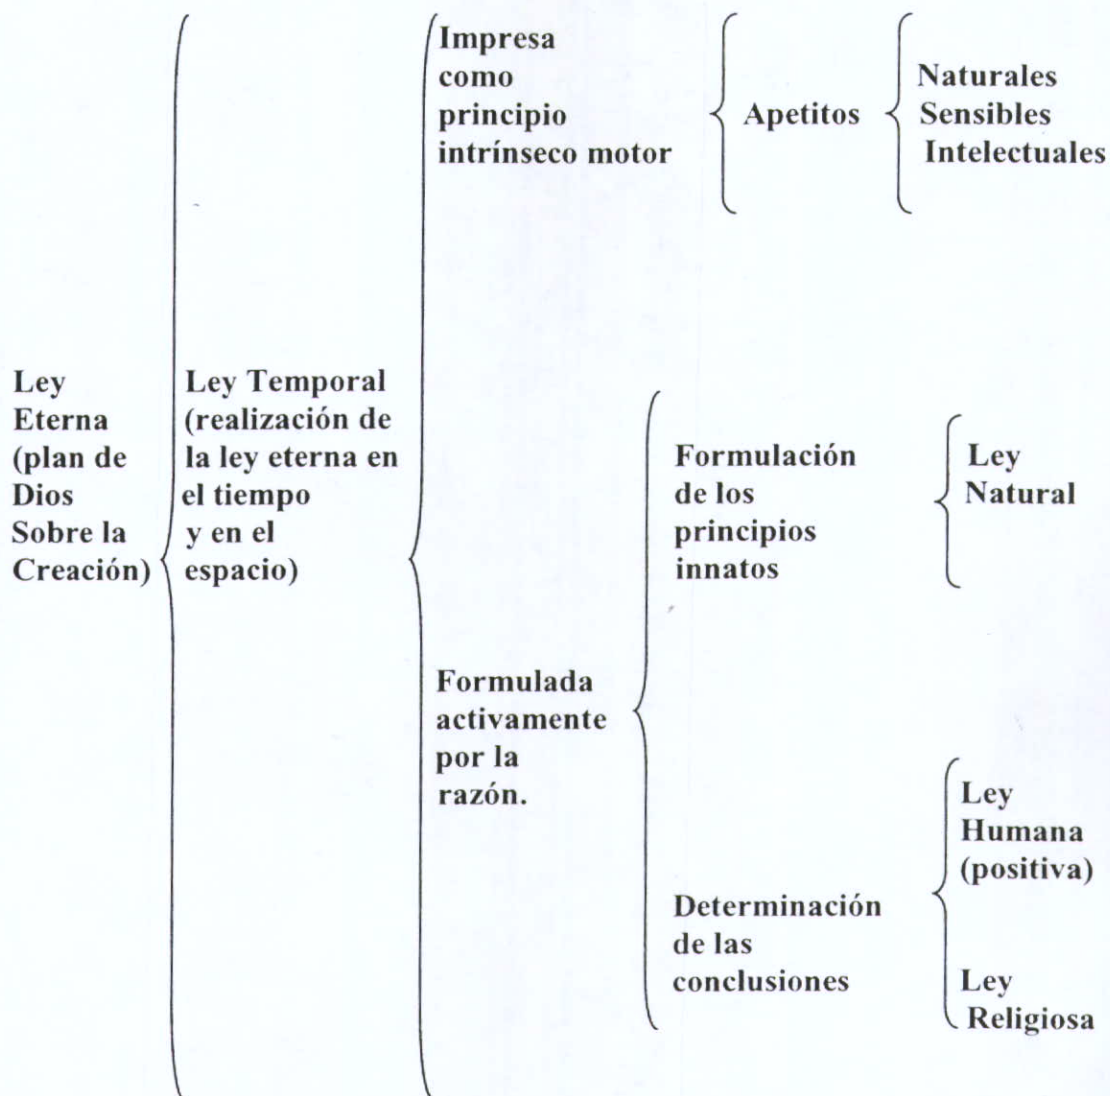 Ley
Eterna
(plan de
Dios
Sobre la
Creación)
Ley Temporal
(realización de
la ley eterna en
el tiempo
y en el
espacio)
Impresa
como
principio
intrínseco motor
Apetitos
Naturales
Sensibles
Intelectuales
Formulada
activamente
por la
razón.
Formulación
de los
principios
innatos
Ley
Natural
Determinación
de las
conclusiones
Ley
Humana
(positiva)
Ley
Religiosa